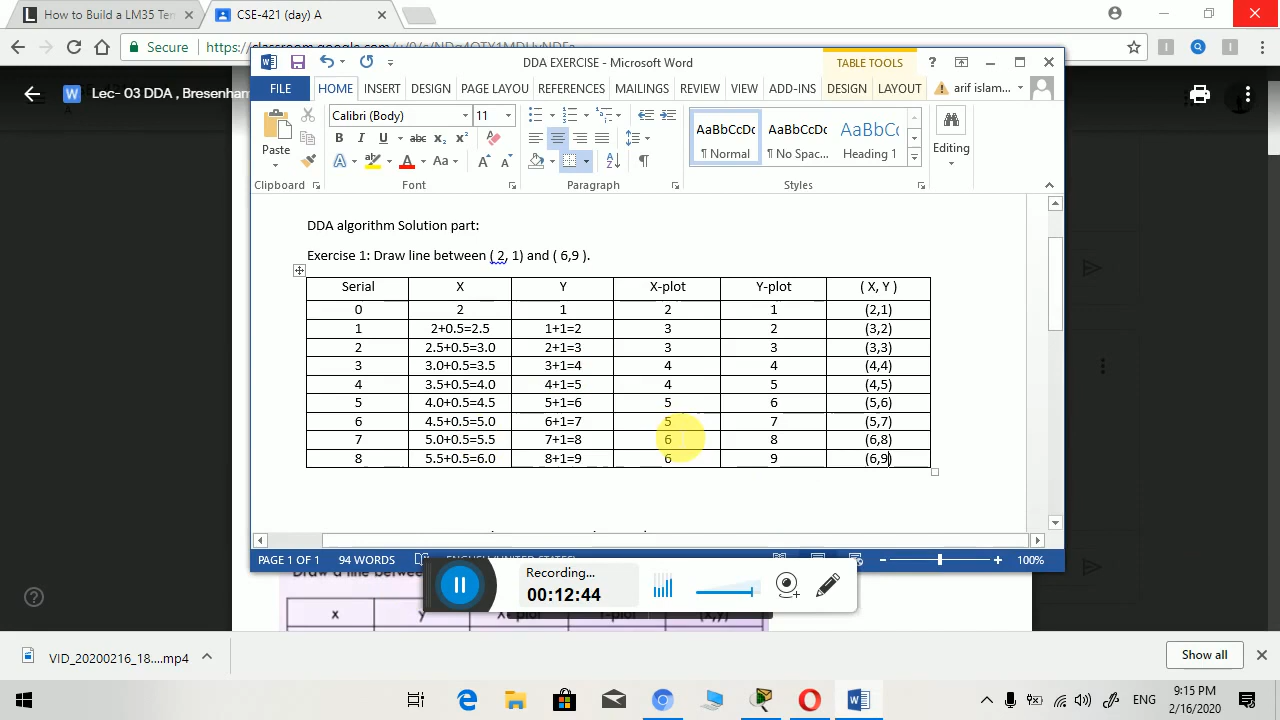 How to Build a LM35 Ter
CSE-421 (day) A
Secure
DDA EXERCISE - Microsoft Word
TABLE TOOLS
Lec- 03 DDA , Bresenham
FILE
HOME
INSERT
DESIGN
PAGE LAYOU
REFERENCES
MAILINGS
REVIEW
VIEW
ADD-INS
DESIGN
LAYOUT
arif islam...
Calibri (Body)
11
Paste
Clipboard
Font
Paragraph
AaBbCcDc
¶ Normal
AaBbCcDc
¶ No Spac...
AaBbC(
Heading 1
Styles
Editing
DDA algorithm Solution part:
Exercise 1: Draw line between ( 2, 1) and ( 6,9 ).
Serial X Y X-plot Y-plot ( X, Y )
0 2 1 2 1 (2,1)
1 2+0.5=2.5 1+1=2 3 2 (3,2)
2 2.5+0.5=3.0 2+1=3 3 3 (3,3)
3 3.0+0.5=3.5 3+1=4 4 4 (4,4)
4 3.5+0.5=4.0 4+1=5 4 5 (4,5)
5 4.0+0.5=4.5 5+1=6 5 6 (5,6)
6 4.5+0.5=5.0 6+1=7 5 7 (5,7)
7 5.0+0.5=5.5 7+1=8 6 8 (6,8)
8 5.5+0.5=6.0 8+1=9 6 9 (6,9)
PAGE 1 OF 1
94 WORDS
100%
Recording...
00:12:44
Draw a line betwee
x y (x,y)
VID_20200216_18....mp4
Show all
ENG
9:15 PM
2/16/2020